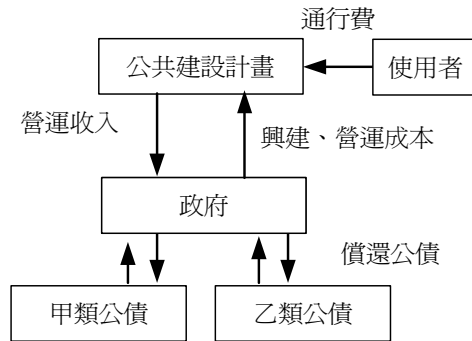 通行費
公共建設計畫
使用者
營運收入
興建、營運成本
政府
償還公債
甲類公債
乙類公債